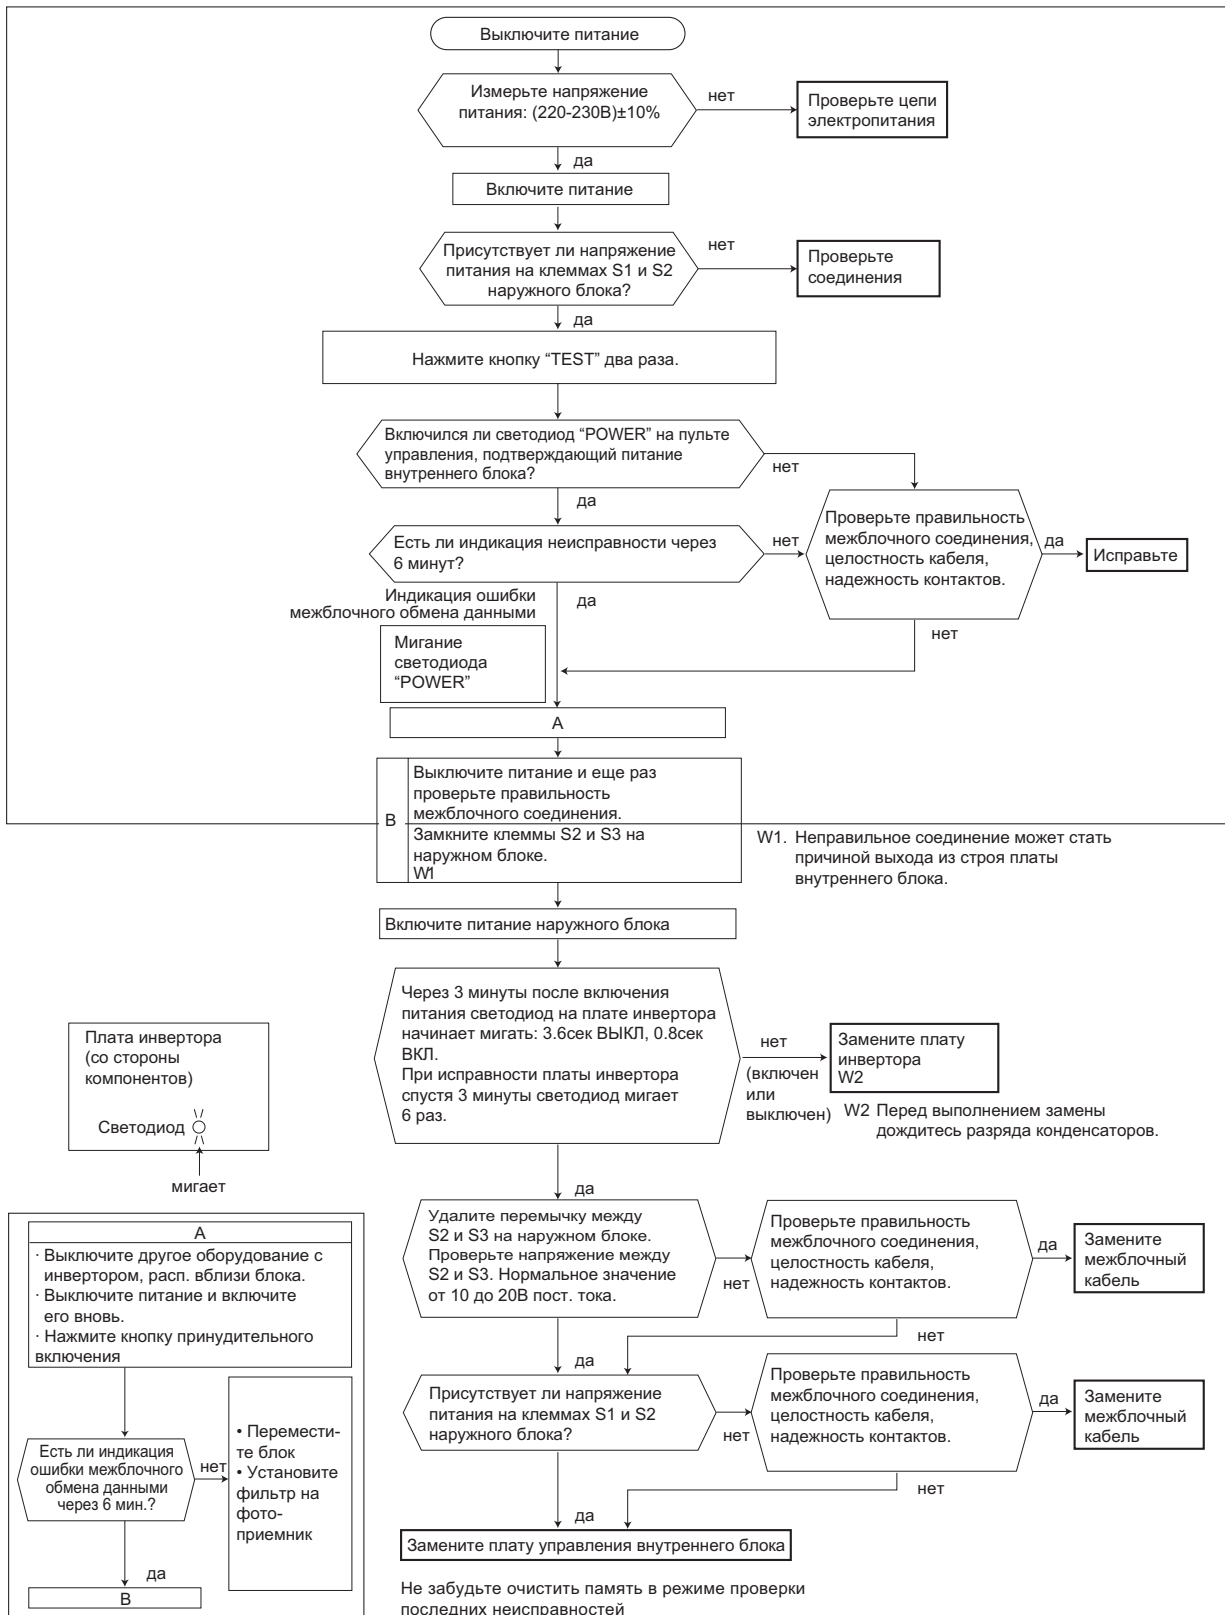 Выключите питание
Измерьте напряжение
питания: (220-230В)±10%
нет
Проверьте цепи
электропитания
да
Включите питание
Присутствует ли напряжение
питания на клеммах S1 и S2
наружного блока?
нет
Проверьте
соединения
да
Нажмите кнопку “TEST” два раза.
Включился ли светодиод “POWER” на пульте
управления, подтверждающий питание
внутреннего блока?
нет
да
Есть ли индикация неисправности через
6 минут?
нет
Проверьте правильность
межблочного соединения,
целостность кабеля,
надежность контактов.
да
Исправьте
Индикация ошибки
межблочного обмена данными
да
нет
Мигание
светодиода
“POWER”
A
B
Выключите питание и еще раз
проверьте правильность
межблочного соединения.
Замкните клеммы S2 и S3 на
наружном блоке.
W1
W1. Неправильное соединение может стать
причиной выхода из строя платы
внутреннего блока.
Включите питание наружного блока
Через 3 минуты после включения
питания светодиод на плате инвертора
начинает мигать: 3.6сек ВЫКЛ, 0.8сек
ВКЛ.
При исправности платы инвертора
спустя 3 минуты светодиод мигает
6 раз.
нет
(включен
или
выключен)
Замените плату
инвертора
W2
W2 Перед выполнением замены
дождитесь разряда конденсаторов.
Плата инвертора
(со стороны
компонентов)
Светодиод
мигает
да
Удалите перемычку между
S2 и S3 на наружном блоке.
Проверьте напряжение между
S2 и S3. Нормальное значение
от 10 до 20В пост. тока.
нет
Проверьте правильность
межблочного соединения,
целостность кабеля,
надежность контактов.
да
Замените
межблочный
кабель
нет
да
Присутствует ли напряжение
питания на клеммах S1 и S2
наружного блока?
нет
Проверьте правильность
межблочного соединения,
целостность кабеля,
надежность контактов.
да
Замените
межблочный
кабель
нет
да
Замените плату управления внутреннего блока
Не забудьте очистить память в режиме проверки
последних неисправностей
A
· Выключите другое оборудование с
инвертором, расп. вблизи блока.
· Выключите питание и включите
его вновь.
· Нажмите кнопку принудительного
включения
Есть ли индикация
ошибки межблочного
обмена данными
через 6 мин.?
нет
• Перемести-
те блок
• Установите
фильтр на
фото-
приемник
да
B